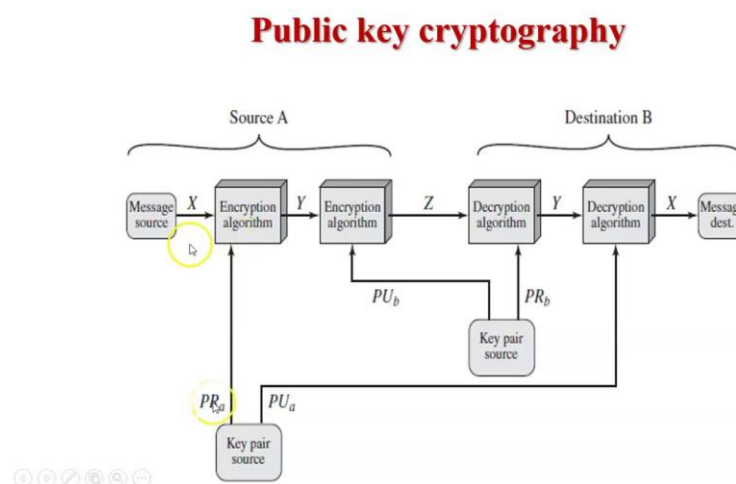 Public key cryptography
Source A
Destination B
Message
source
X
Encryption
algorithm
Y
Encryption
algorithm
Z
Decryption
algorithm
Y
Decryption
algorithm
X
Messag
dest.
PUb
PRb
Key pair
source
PRa
PUa
Key pair
source